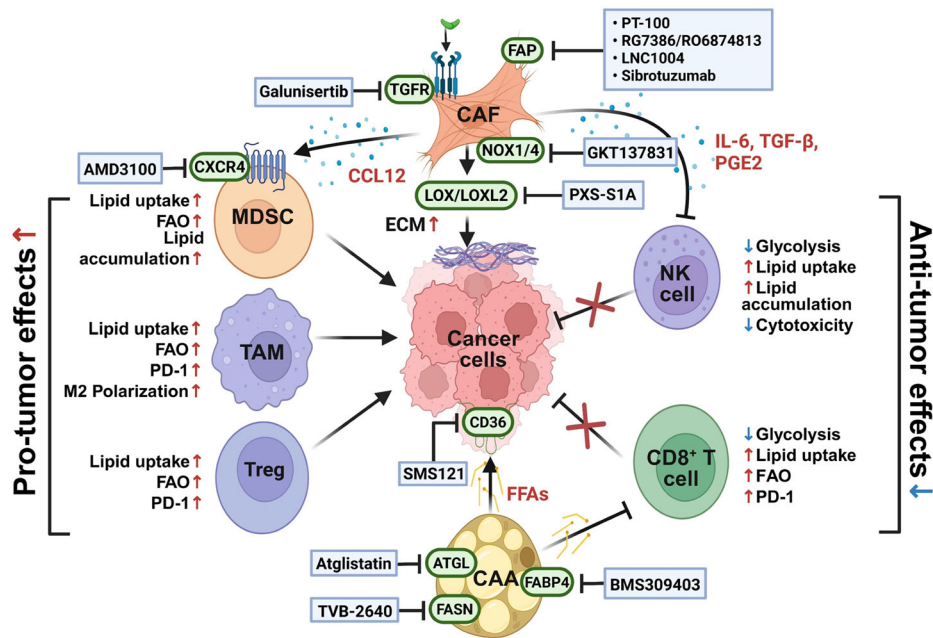 • PT-100
• RG7386/RO6874813
• LNC1004
• Sibrotuzumab
FAP
Galunisertib
TGFR
CAF
IL-6, TGF-β,
PGE2
NOX1/4
GKT137831
AMD3100
CXCR4
CCL12
LOX/LOXL2
PXS-S1A
ECM ↑
Pro-tumor effects ↑
Lipid uptake ↑
FAO ↑
Lipid
accumulation ↑
MDSC
NK
cell
↓ Glycolysis
↑ Lipid uptake
↑ Lipid
accumulation
↓ Cytotoxicity
Anti-tumor effects ↓
Lipid uptake ↑
FAO ↑
PD-1 ↑
M2 Polarization ↑
TAM
Cancer
cells
CD36
SMS121
FFAs
Lipid uptake ↑
FAO ↑
PD-1 ↑
Treg
CD8⁺ T
cell
↓ Glycolysis
↑ Lipid uptake
↑ FAO
↑ PD-1
Atglistatin
ATGL
CAA
FABP4
BMS309403
TVB-2640
FASN